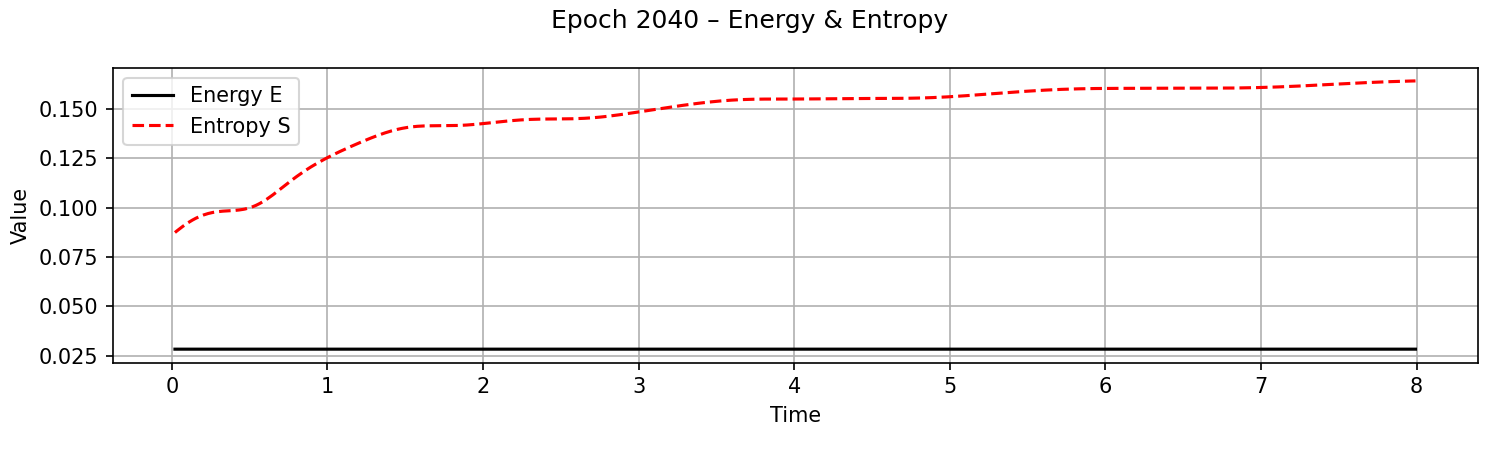 Epoch 2040 – Energy & Entropy
Energy E
Entropy S
Value
0.150
0.125
0.100
0.075
0.050
0.025
0 1 2 3 4 5 6 7 8
Time